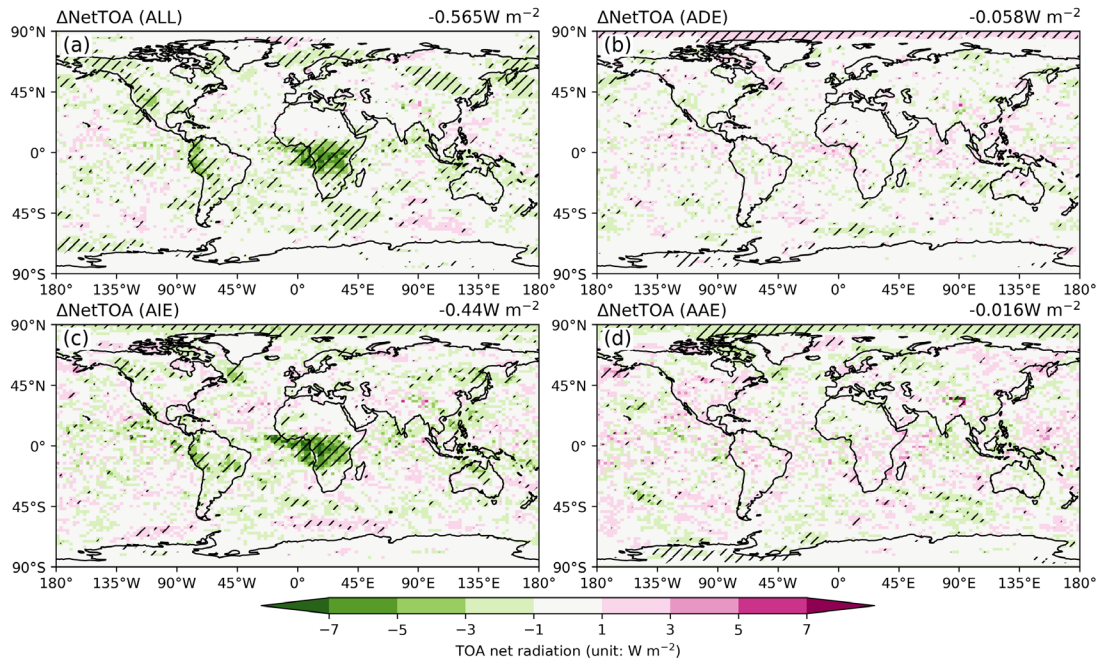 ΔNetTOA (ALL) -0.565W m⁻²
ΔNetTOA (ADE) -0.058W m⁻²
(a)
(b)
90°N
45°N
0°
45°S
90°S
180° 135°W 90°W 45°W 0° 45°E 90°E 135°E 180°
90°N
45°N
0°
45°S
90°S
180° 135°W 90°W 45°W 0° 45°E 90°E 135°E 180°
ΔNetTOA (AIE) -0.44W m⁻²
ΔNetTOA (AAE) -0.016W m⁻²
(c)
(d)
90°N
45°N
0°
45°S
90°S
180° 135°W 90°W 45°W 0° 45°E 90°E 135°E 180°
90°N
45°N
0°
45°S
90°S
180° 135°W 90°W 45°W 0° 45°E 90°E 135°E 180°
−7 −5 −3 −1 1 3 5 7
TOA net radiation (unit: W m⁻²)